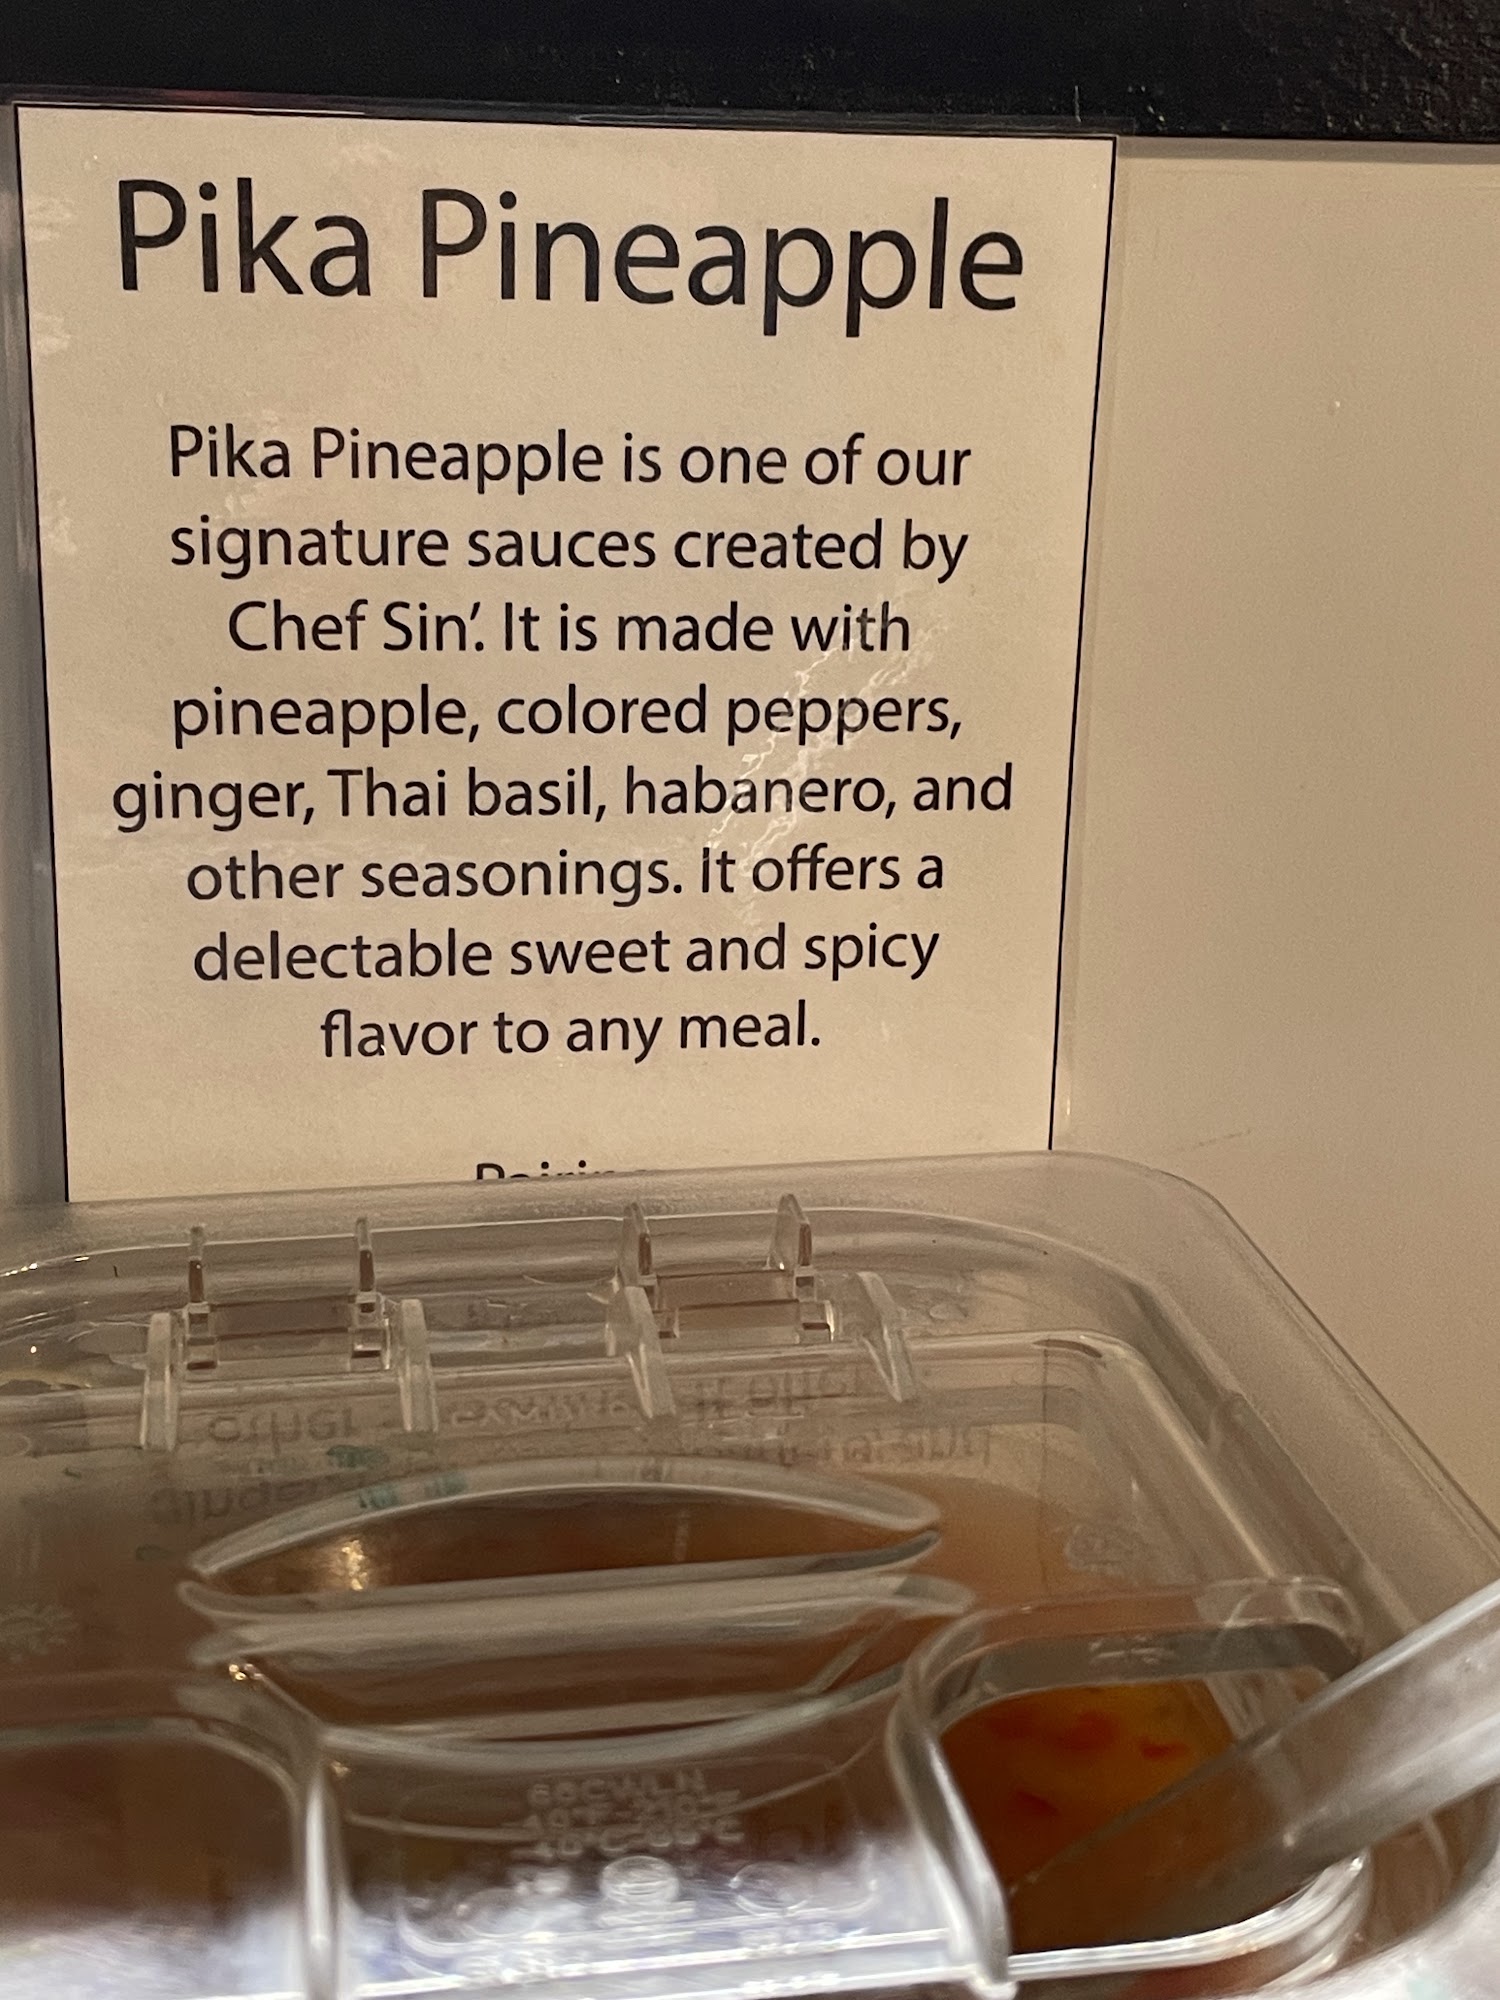 Pika Pineapple
Pika Pineapple is one of our
signature sauces created by
Chef Sin'. It is made with
pineapple, colored peppers,
ginger, Thai basil, habanero, and
other seasonings. It offers a
delectable sweet and spicy
flavor to any meal.